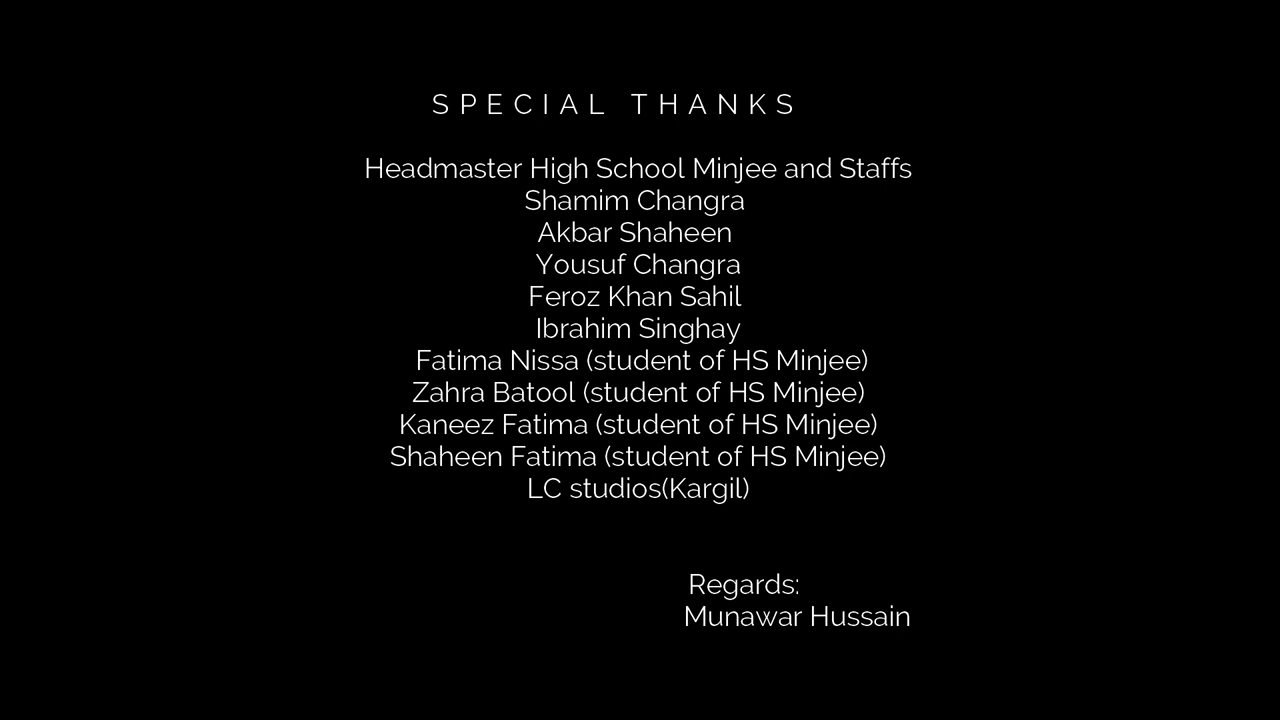 SPECIAL THANKS
Headmaster High School Minjee and Staffs
Shamim Changra
Akbar Shaheen
Yousuf Changra
Feroz Khan Sahil
Ibrahim Singhay
Fatima Nissa (student of HS Minjee)
Zahra Batool (student of HS Minjee)
Kaneez Fatima (student of HS Minjee)
Shaheen Fatima (student of HS Minjee)
LC studios(Kargil)
Regards:
Munawar Hussain